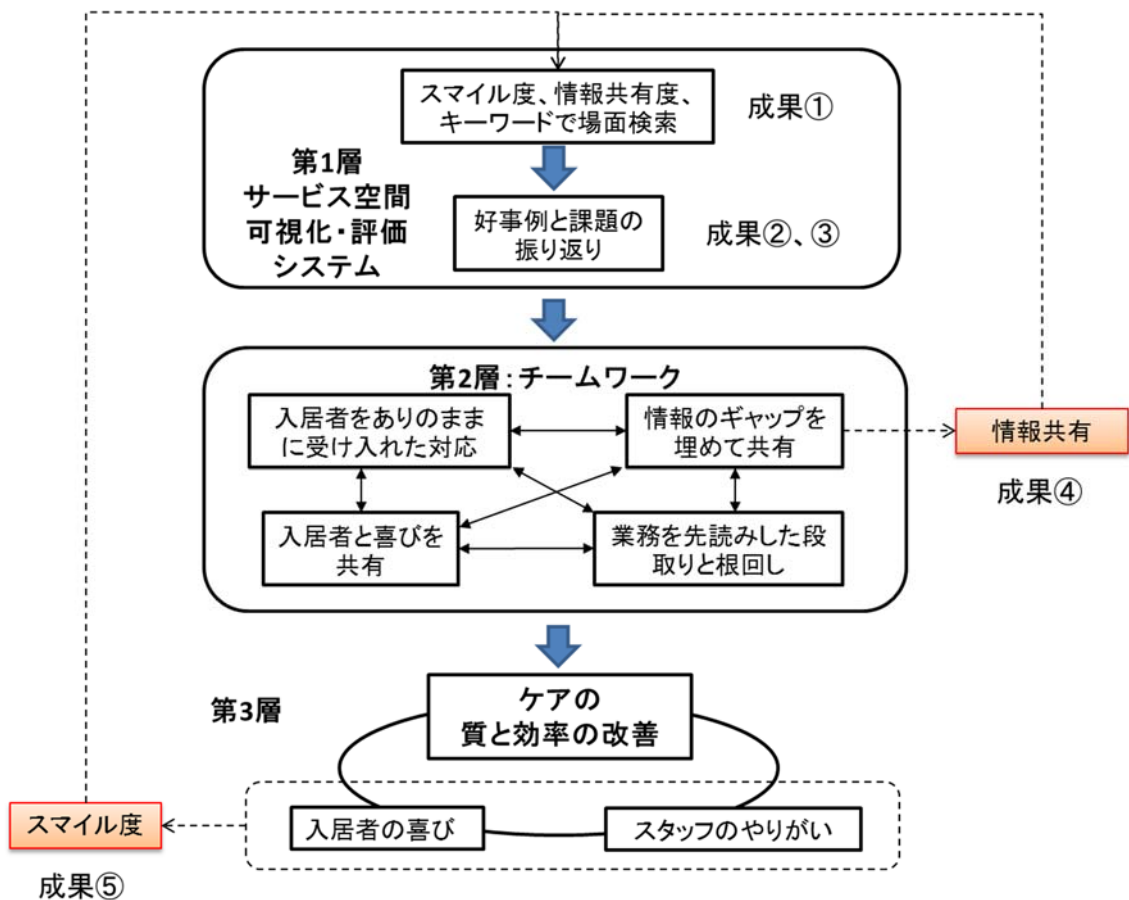 スマイル度、情報共有度、
キーワードで場面検索
成果①
第1層
サービス空間
可視化・評価
システム
好事例と課題の
振り返り
成果②、③
第2層：チームワーク
入居者をありのまま
に受け入れた対応
情報のギャップを
埋めて共有
情報共有
成果④
入居者と喜びを
共有
業務を先読みした段
取りと根回し
第3層
ケアの
質と効率の改善
スマイル度
入居者の喜び
スタッフのやりがい
成果⑤